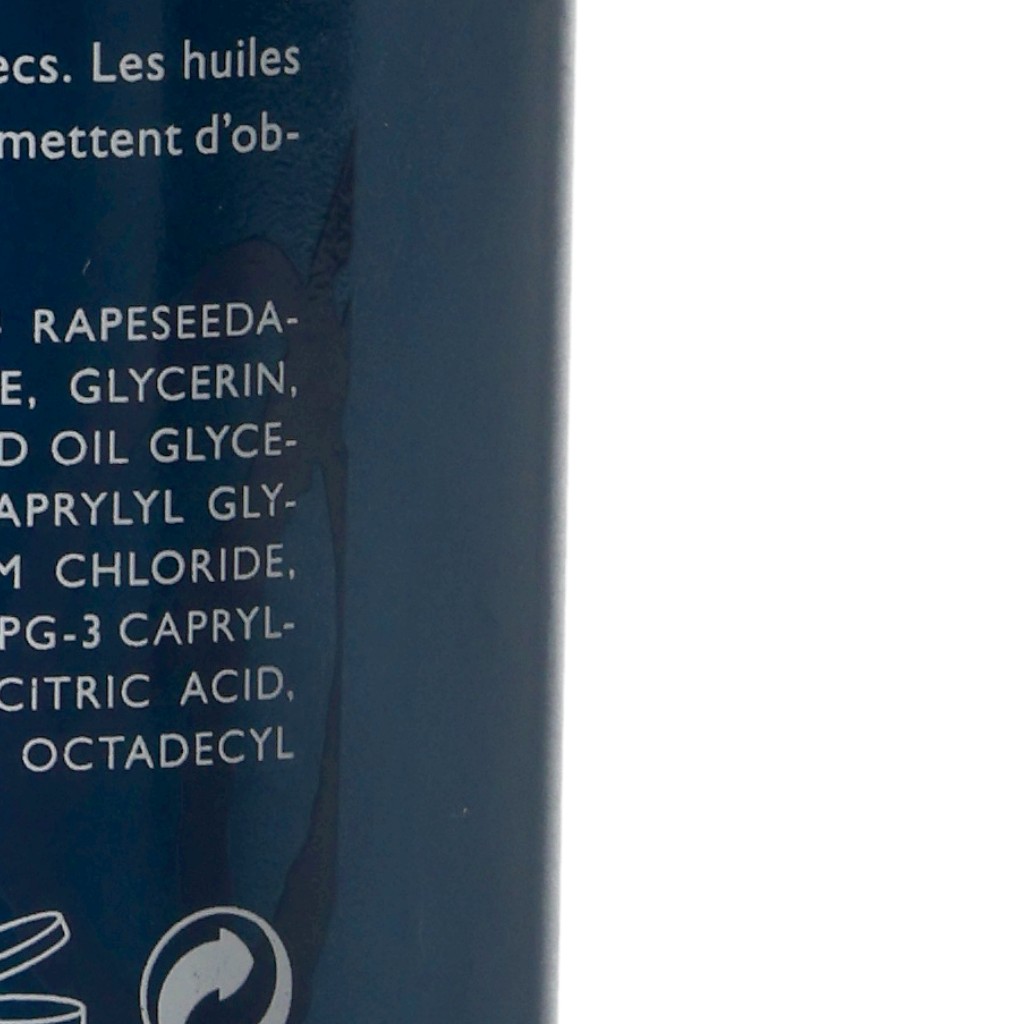 ecs. Les huiles
mettent d'ob-
RAPESEEDA-
E, GLYCERIN,
D OIL GLYCE-
APRYLYL GLY-
M CHLORIDE,
PG-3 CAPRYL-
CITRIC ACID,
OCTADECYL